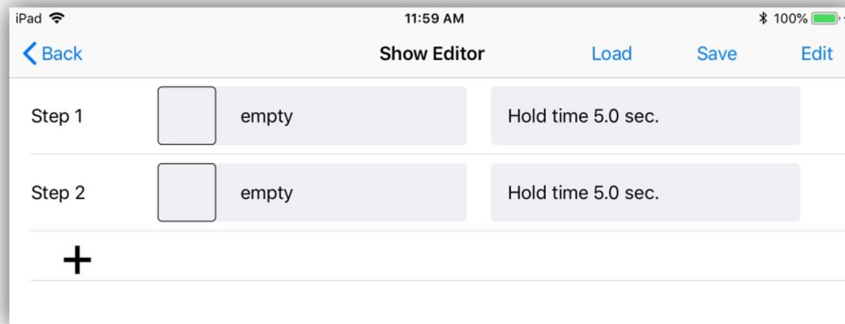 iPad 11:59 AM 100%
Back Show Editor Load Save Edit
Step 1 empty Hold time 5.0 sec.
Step 2 empty Hold time 5.0 sec.
+